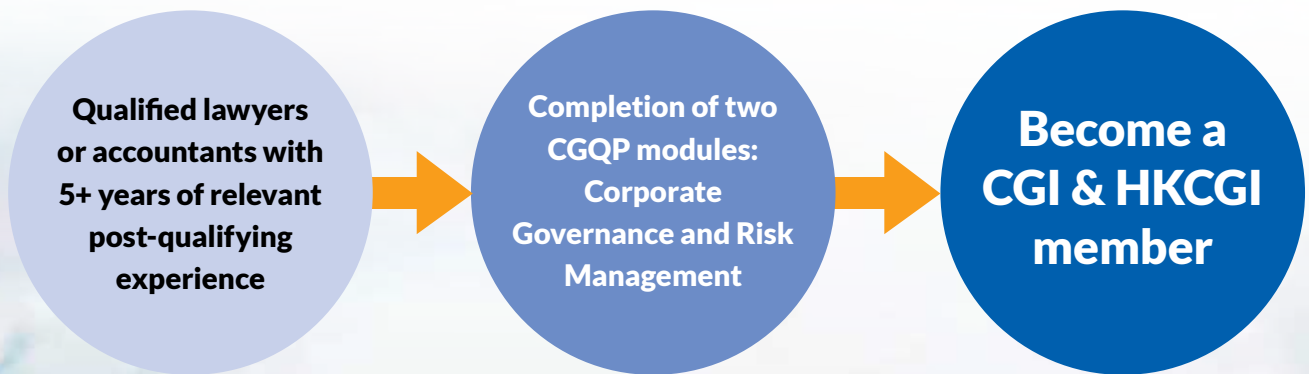 Qualified lawyers
or accountants with
5+ years of relevant
post-qualifying
experience
Completion of two
CGQP modules:
Corporate
Governance and Risk
Management
Become a
CGI & HKCGI
member